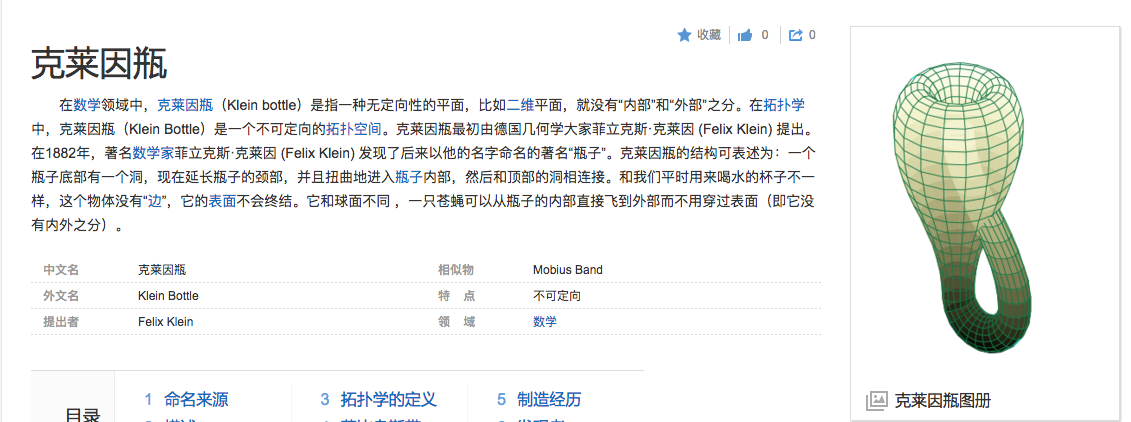 收藏 0 0
克莱因瓶
在数学领域中，克莱因瓶（Klein bottle）是指一种无定向性的平面，比如二维平面，就没有“内部”和“外部”之分。在拓扑学
中，克莱因瓶（Klein Bottle）是一个不可定向的拓扑空间。克莱因瓶最初由德国几何学大家菲立克斯·克莱因 (Felix Klein) 提出。
在1882年，著名数学家菲立克斯·克莱因 (Felix Klein) 发现了后来以他的名字命名的著名“瓶子”。克莱因瓶的结构可表述为：一个
瓶子底部有一个洞，现在延长瓶子的颈部，并且扭曲地进入瓶子内部，然后和顶部的洞相连接。和我们平时用来喝水的杯子不一
样，这个物体没有“边”，它的表面不会终结。它和球面不同 ，一只苍蝇可以从瓶子的内部直接飞到外部而不用穿过表面（即它没
有内外之分）。
中文名 克莱因瓶 相似物 Mobius Band
外文名 Klein Bottle 特 点 不可定向
提出者 Felix Klein 领 域 数学
目录
1 命名来源 3 拓扑学的定义 5 制造经历
克莱因瓶图册